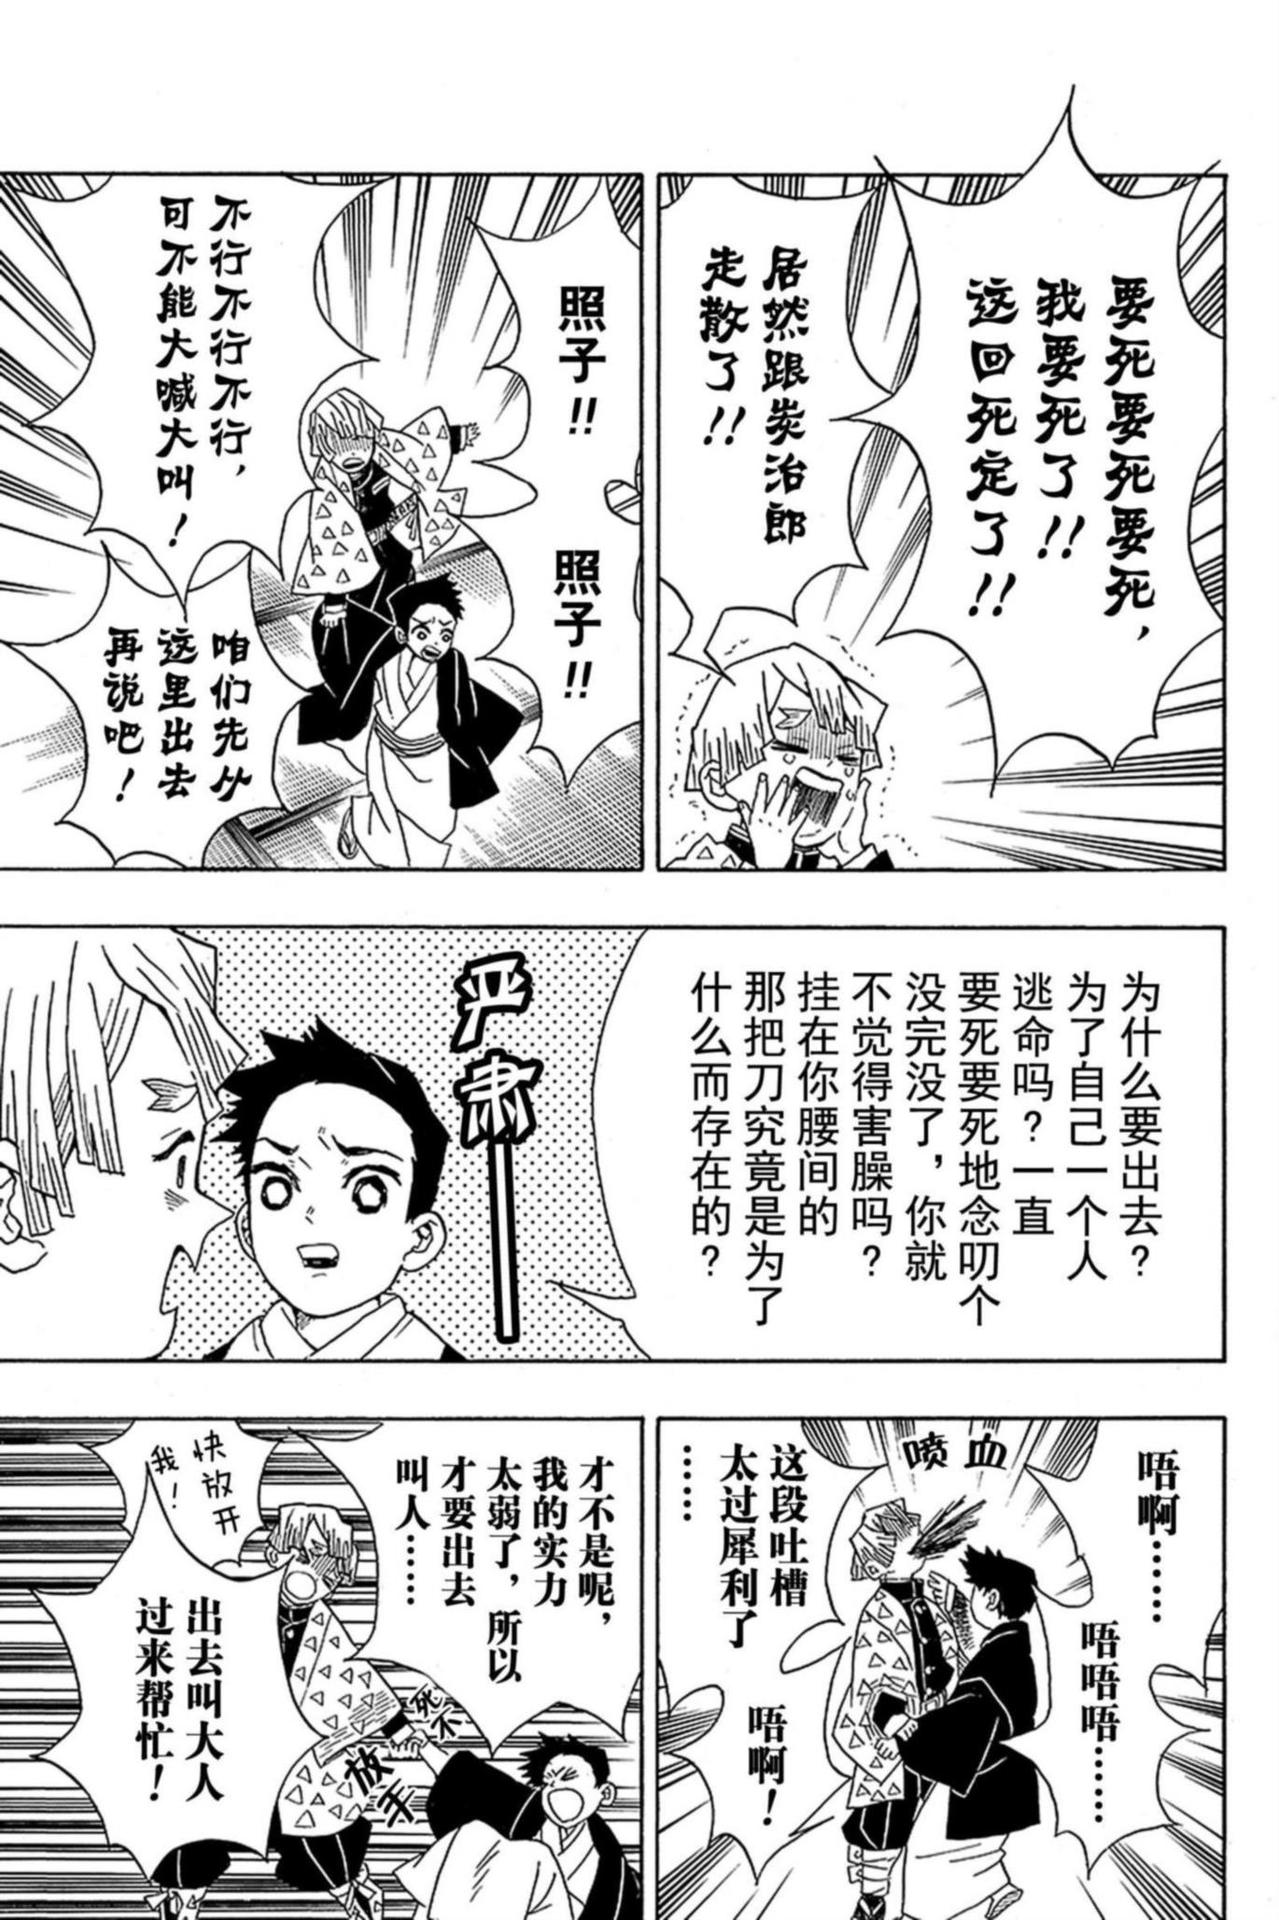 要死要死要死，
我要死了！！
这回死定了！！
居然跟炭治郎
走散了！！
照子！！
照子！！
不行不行不行，
可不能大喊大叫！
咱们先从
这里出去
再说吧！
为什么要出去？
为了自己一个人
逃命吗？一直
要死要死地念叨个
没完没了，你就
不觉得害臊吗？
挂在你腰间的
那把刀究竟是为了
什么而存在的？
严肃
唔啊……
唔唔唔……
喷血
这段吐槽
太过犀利了
……
唔啊！
才不是呢，
我的实力
太弱了，所以
才要出去
叫人……
死不
放手
快放开
我！
出去叫大人
过来帮忙！